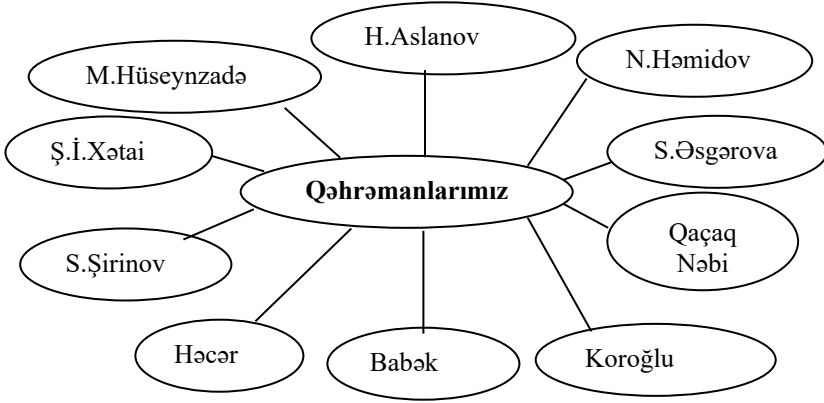 H.Aslanov
N.Həmidov
M.Hüseynzadə
Ş.İ.Xətai
S.Əsgərova
Qəhrəmanlarımız
Qaçaq
Nəbi
S.Şirinov
Həcər
Babək
Koroğlu